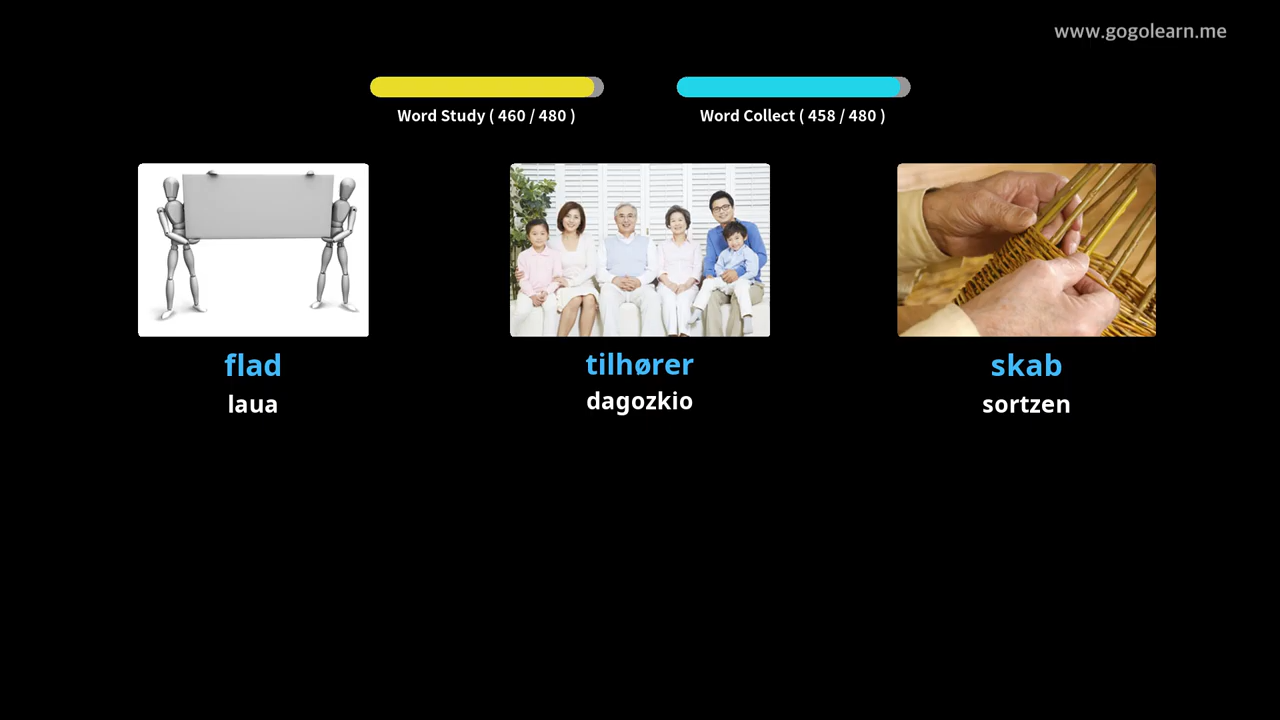 www.gogolearn.me
Word Study ( 460 / 480 )
Word Collect ( 458 / 480 )
flad
tilhører
skab
laua
dagozkio
sortzen